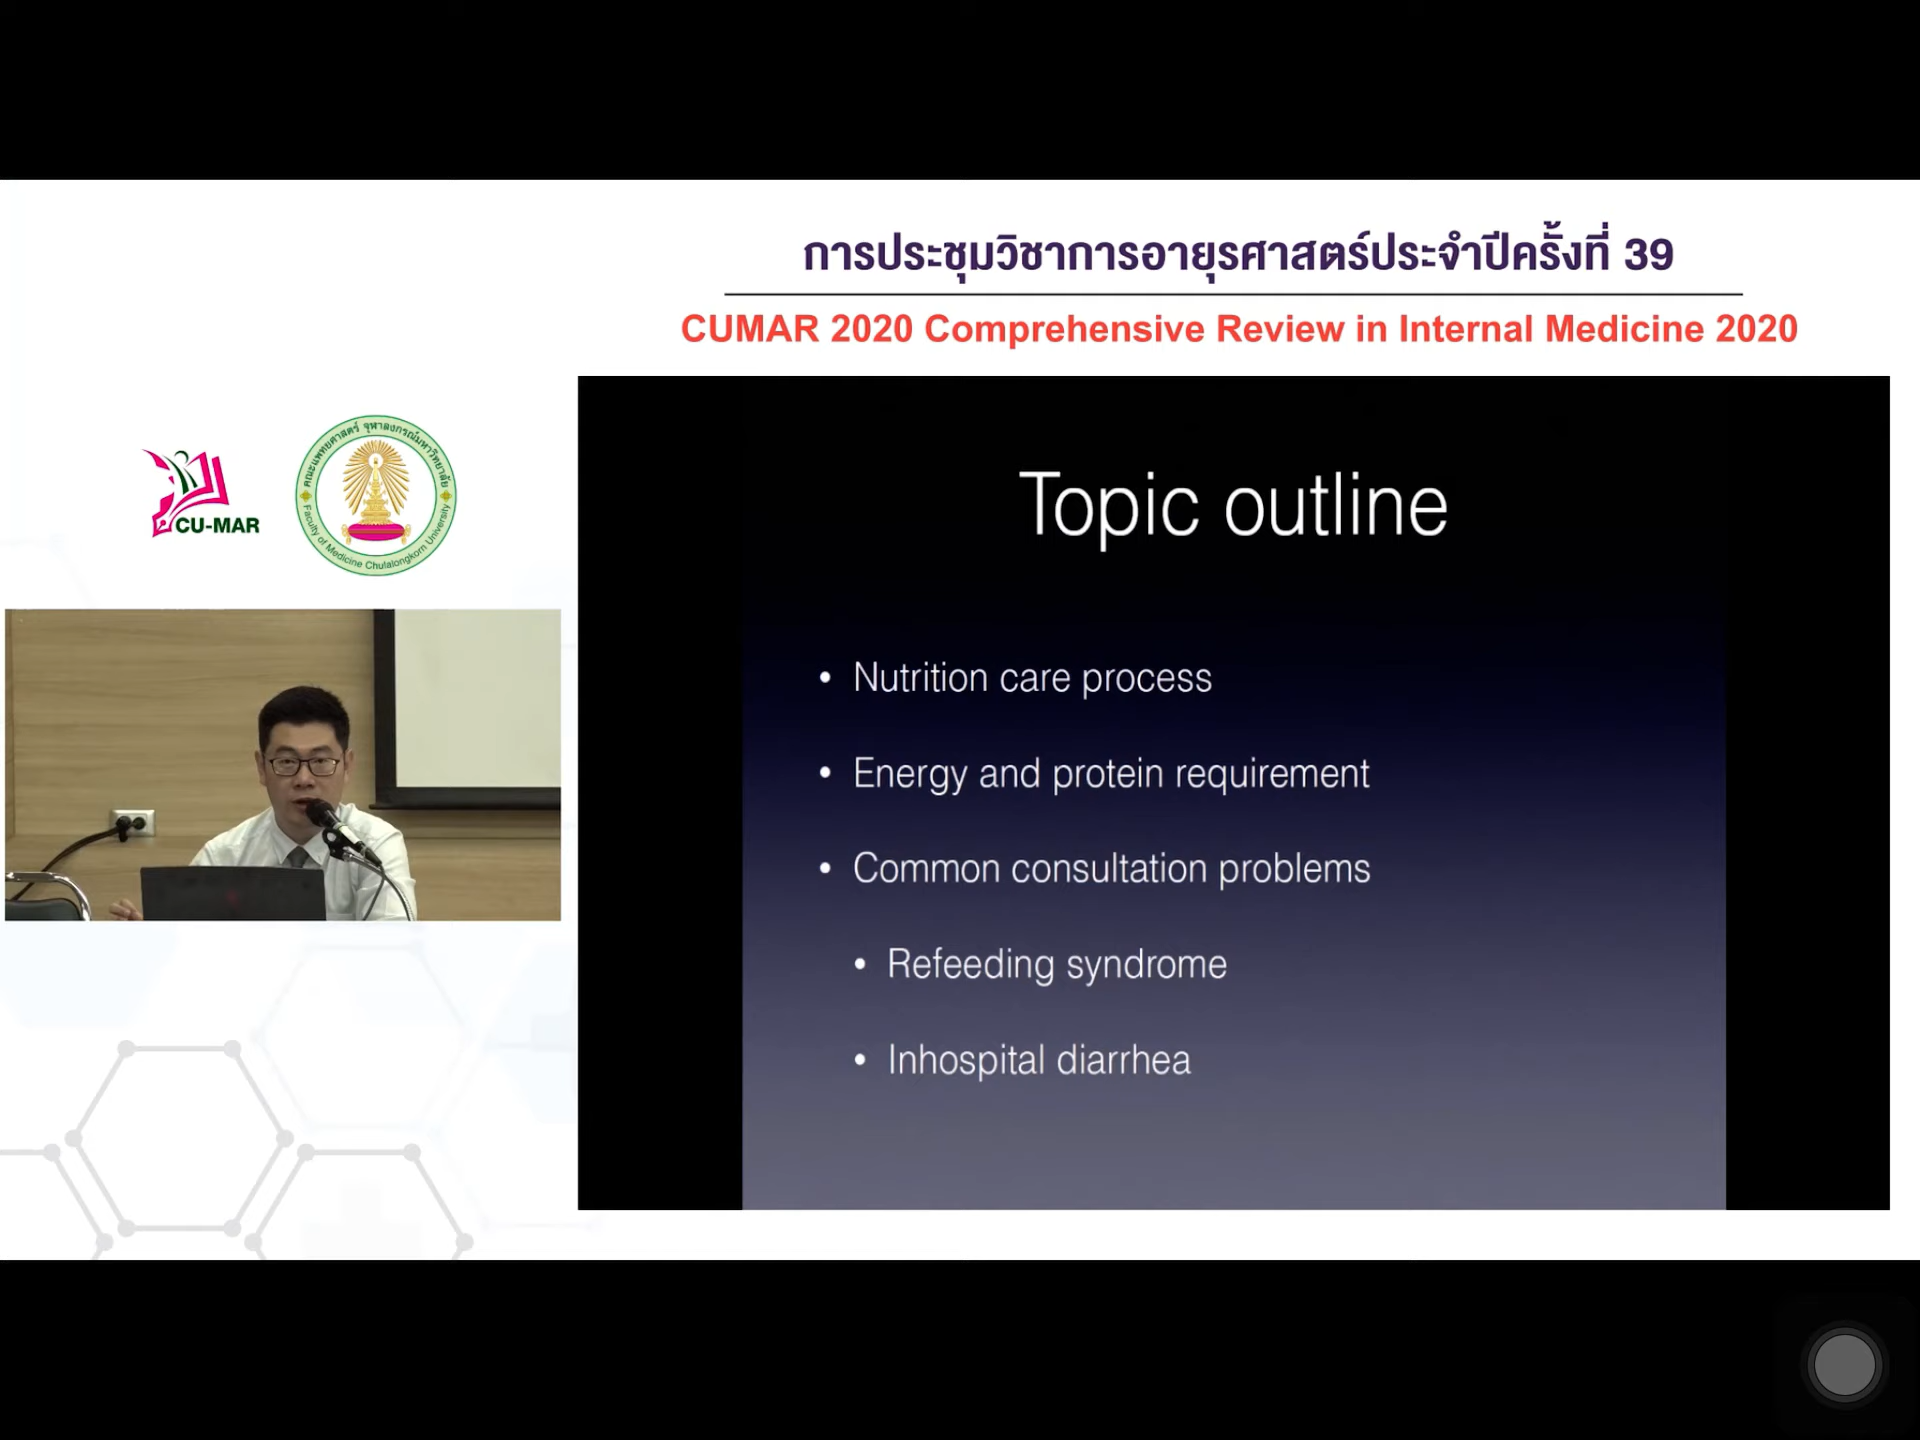 การประชุมวิชาการอายุรศาสตร์ประจำปีครั้งที่ 39
CUMAR 2020 Comprehensive Review in Internal Medicine 2020
CU-MAR
คณะแพทยศาสตร์ จุฬาลงกรณ์มหาวิทยาลัย
Faculty of Medicine Chulalongkorn University
Topic outline
• Nutrition care process
• Energy and protein requirement
• Common consultation problems
• Refeeding syndrome
• Inhospital diarrhea